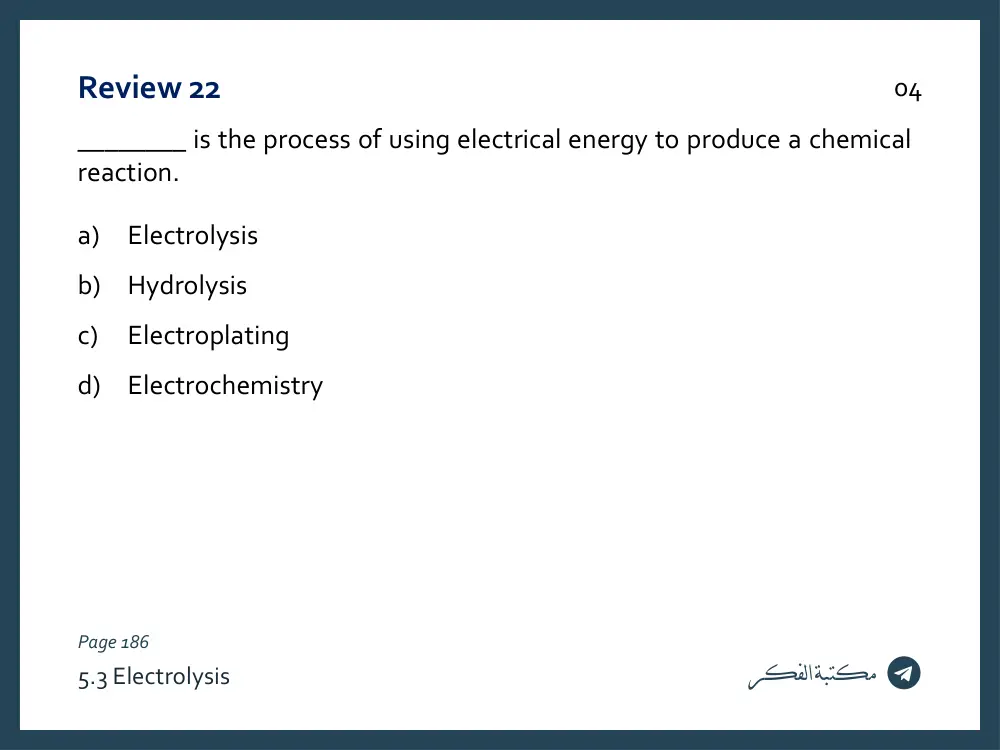 Review 22
04
________ is the process of using electrical energy to produce a chemical
reaction.
a) Electrolysis
b) Hydrolysis
c) Electroplating
d) Electrochemistry
Page 186
5.3 Electrolysis
مكتبة الفكر